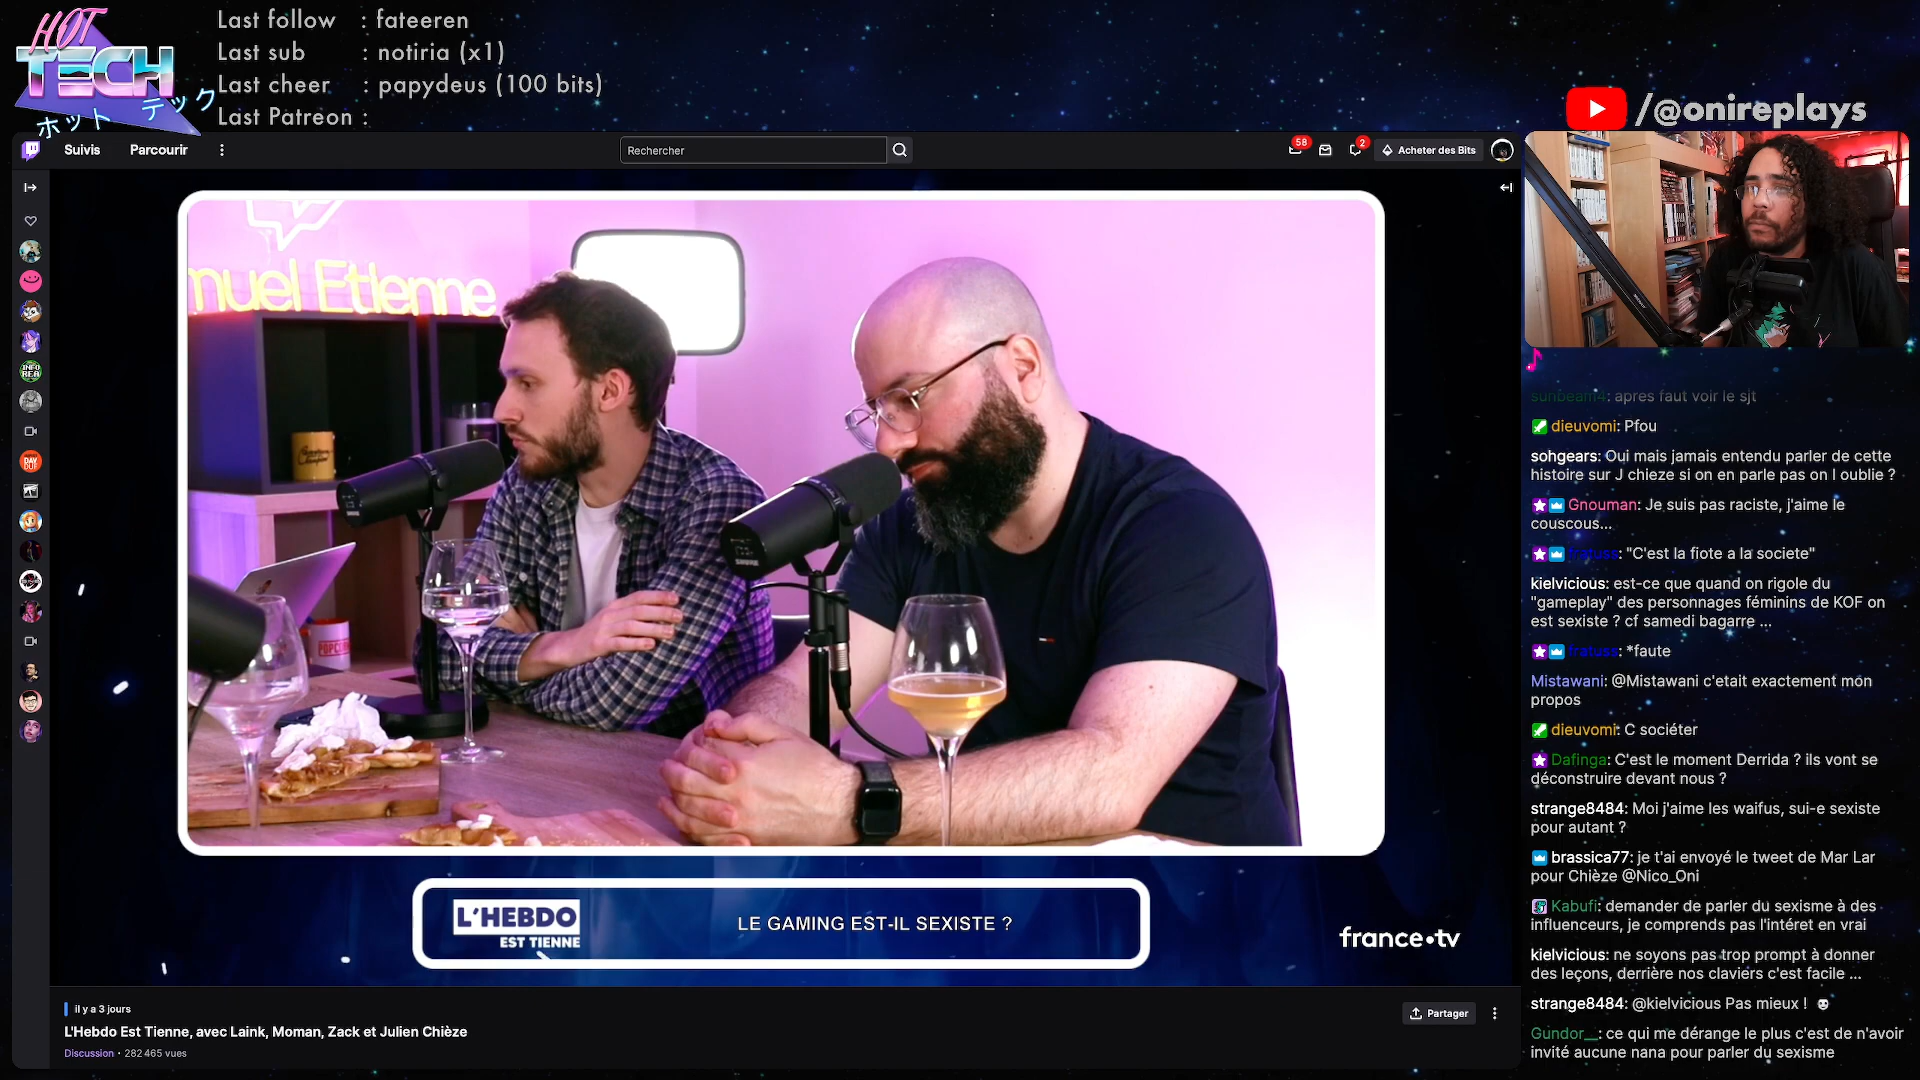 HOT
TECH
ホット テック
Last follow : fateeren
Last sub : notiria (x1)
Last cheer : papydeus (100 bits)
Last Patreon :
/@onireplays
Suivis
Parcourir
Rechercher
58
2
Acheter des Bits
muel Etienne
INFO
REA
DAY
OUF
POPCORN
SHURE
L'HEBDO
EST TIENNE
LE GAMING EST-IL SEXISTE ?
france•tv
il y a 3 jours
L'Hebdo Est Tienne, avec Laink, Moman, Zack et Julien Chièze
Discussion • 282 465 vues
Partager
sunbeam4: apres faut voir le sjt
dieuvomi: Pfou
sohgears: Oui mais jamais entendu parler de cette
histoire sur J chieze si on en parle pas on l oublie ?
Gnouman: Je suis pas raciste, j'aime le
couscous...
fratuss: "C'est la fiote a la societe"
kielvicious: est-ce que quand on rigole du
"gameplay" des personnages féminins de KOF on
est sexiste ? cf samedi bagarre ...
fratuss: *faute
Mistawani: @Mistawani c'etait exactement mon
propos
dieuvomi: C sociéter
Dafinga: C'est le moment Derrida ? ils vont se
déconstruire devant nous ?
strange8484: Moi j'aime les waifus, sui-e sexiste
pour autant ?
brassica77: je t'ai envoyé le tweet de Mar Lar
pour Chièze @Nico_Oni
Kabufi: demander de parler du sexisme à des
influenceurs, je comprends pas l'intéret en vrai
kielvicious: ne soyons pas trop prompt à donner
des leçons, derrière nos claviers c'est facile ...
strange8484: @kielvicious Pas mieux !
Gundor__: ce qui me dérange le plus c'est de n'avoir
invité aucune nana pour parler du sexisme